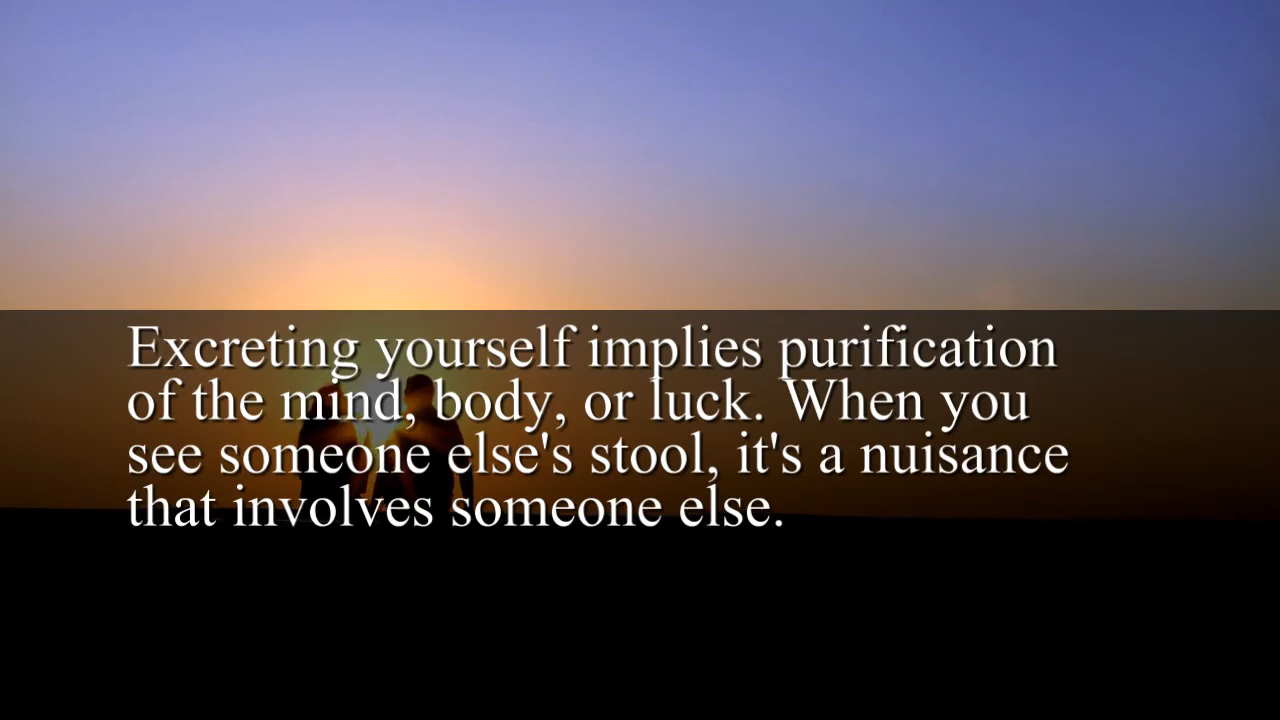 Excreting yourself implies purification
of the mind, body, or luck. When you
see someone else's stool, it's a nuisance
that involves someone else.